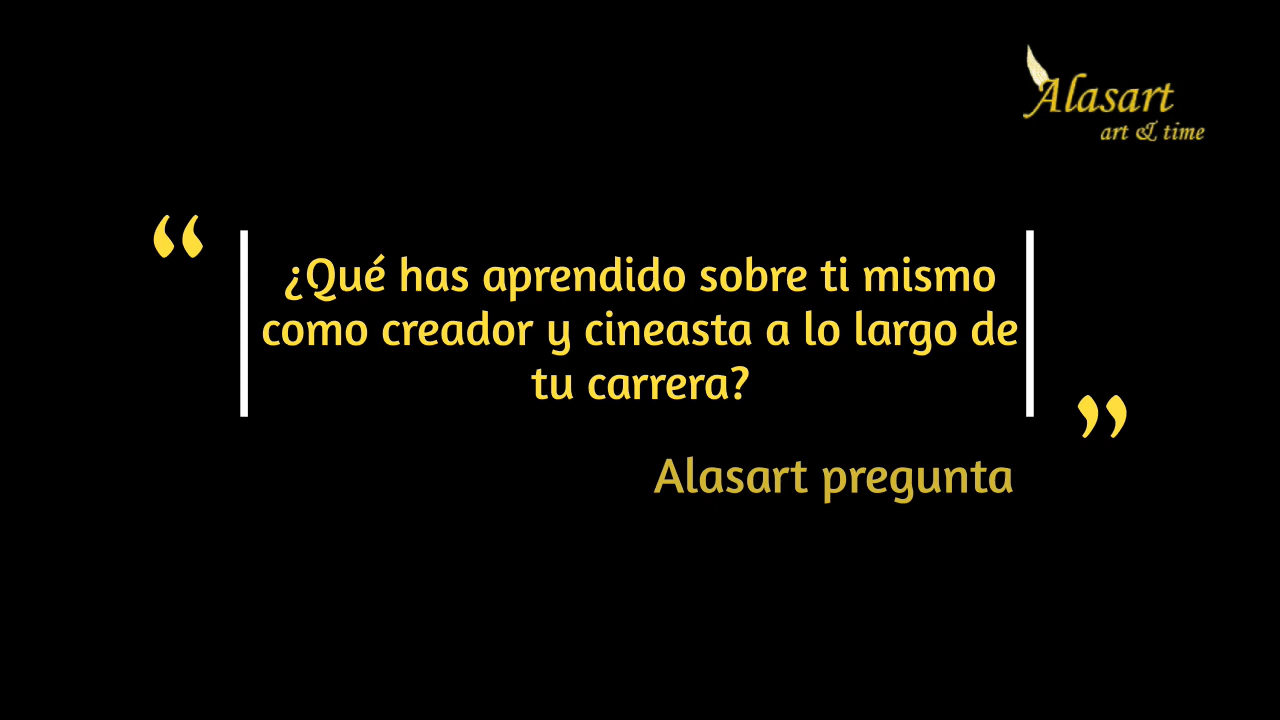 Alasart
art & time
“
¿Qué has aprendido sobre ti mismo
como creador y cineasta a lo largo de
tu carrera?
”
Alasart pregunta